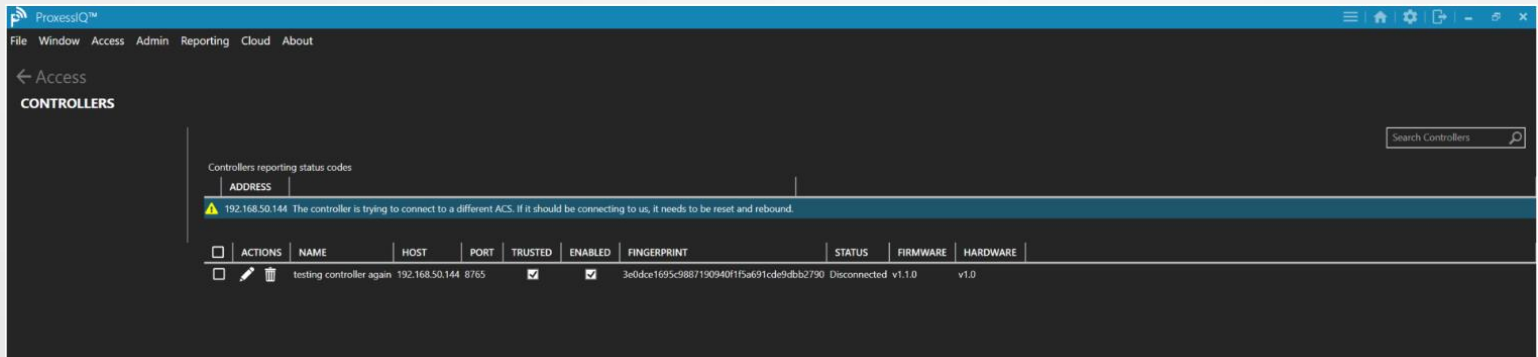 ProxessIQ™
File Window Access Admin Reporting Cloud About
Access
CONTROLLERS
Search Controllers
Controllers reporting status codes
ADDRESS
192.168.50.144 The controller is trying to connect to a different ACS. If it should be connecting to us, it needs to be reset and rebound.
ACTIONS NAME HOST PORT TRUSTED ENABLED FINGERPRINT STATUS FIRMWARE HARDWARE
testing controller again 192.168.50.144 8765 3e0dce1695c9887190940f1f5a691cde9dbb2790 Disconnected v1.1.0 v1.0